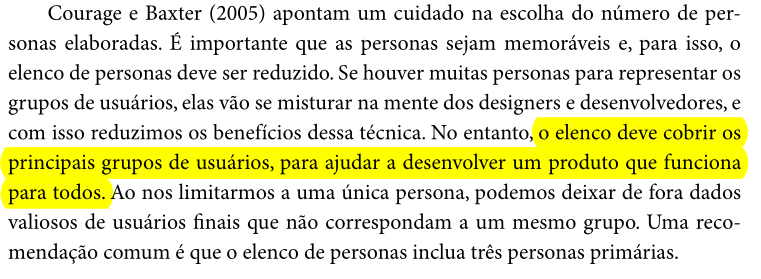 Courage e Baxter (2005) apontam um cuidado na escolha do número de per-
sonas elaboradas. É importante que as personas sejam memoráveis e, para isso, o
elenco de personas deve ser reduzido. Se houver muitas personas para representar os
grupos de usuários, elas vão se misturar na mente dos designers e desenvolvedores, e
com isso reduzimos os benefícios dessa técnica. No entanto, o elenco deve cobrir os
principais grupos de usuários, para ajudar a desenvolver um produto que funciona
para todos. Ao nos limitarmos a uma única persona, podemos deixar de fora dados
valiosos de usuários finais que não correspondam a um mesmo grupo. Uma reco-
mendação comum é que o elenco de personas inclua três personas primárias.